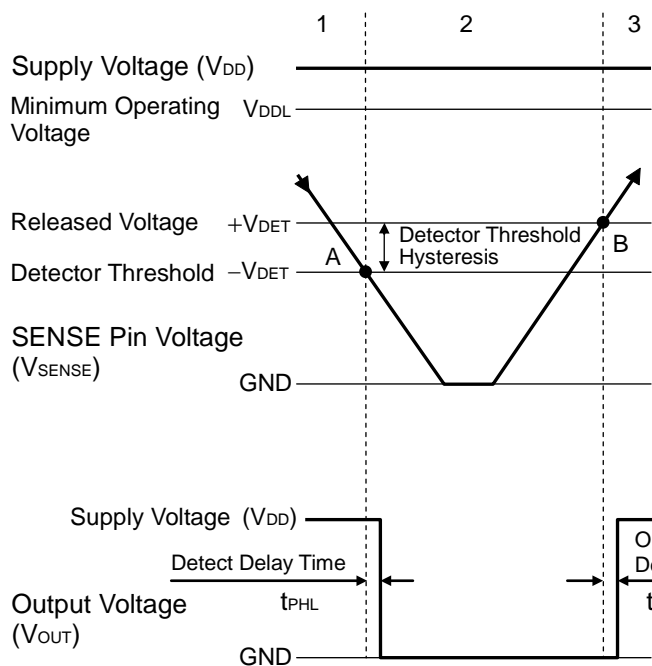 1 2 3
Supply Voltage (VDD)
Minimum Operating VDDL
Voltage
Released Voltage +VDET
Detector Threshold
Hysteresis
A
B
Detector Threshold −VDET
SENSE Pin Voltage
(VSENSE)
GND
Supply Voltage (VDD)
Detect Delay Time
tPHL
Output Voltage
(VOUT)
GND